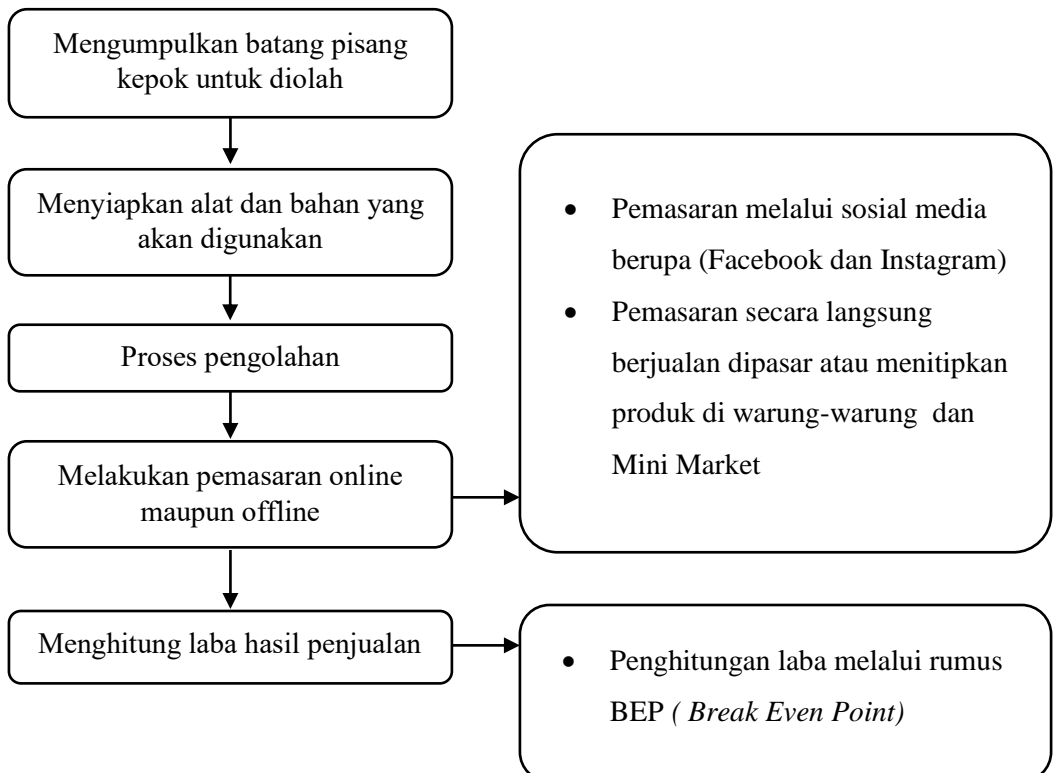 Mengumpulkan batang pisang
kepok untuk diolah
Menyiapkan alat dan bahan yang
akan digunakan
Proses pengolahan
Melakukan pemasaran online
maupun offline
• Pemasaran melalui sosial media
berupa (Facebook dan Instagram)
• Pemasaran secara langsung
berjualan dipasar atau menitipkan
produk di warung-warung dan
Mini Market
Menghitung laba hasil penjualan
• Penghitungan laba melalui rumus
BEP ( Break Even Point)